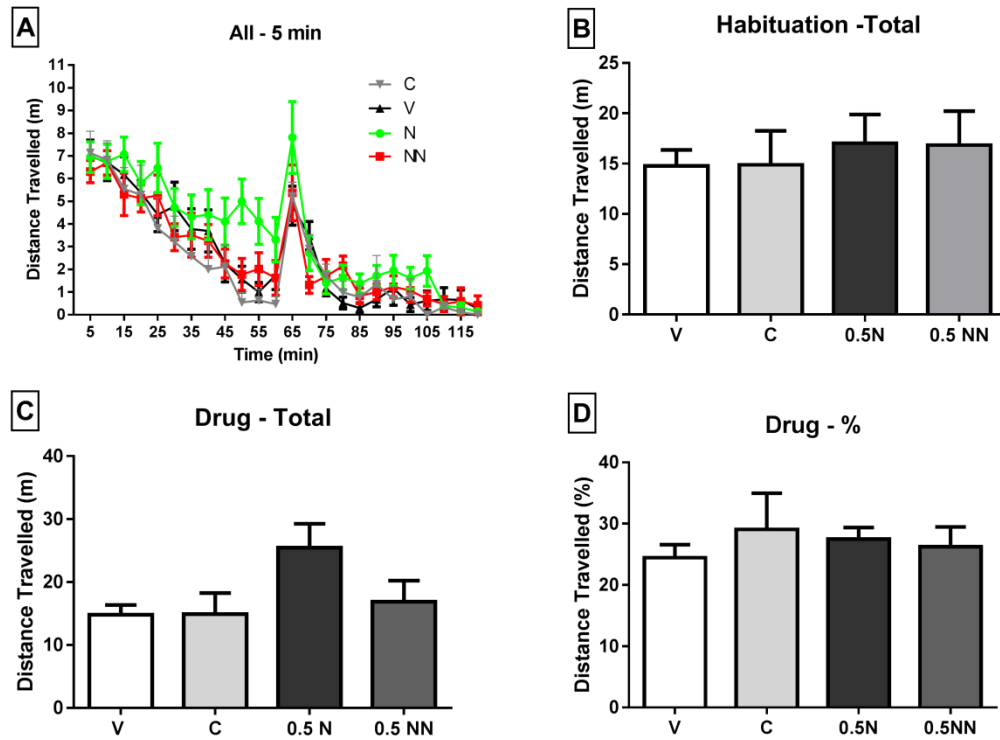 A
All - 5 min
Distance Travelled (m)
11
10
9
8
7
6
5
4
3
2
1
0
5 15 25 35 45 55 65 75 85 95 105 115
Time (min)
C
V
N
NN
B
Habituation -Total
Distance Travelled (m)
25
20
15
10
5
0
V C 0.5N 0.5 NN
C
Drug - Total
Distance Travelled (m)
40
30
20
10
0
V C 0.5 N 0.5 NN
D
Drug - %
Distance Travelled (%)
40
30
20
10
0
V C 0.5N 0.5NN